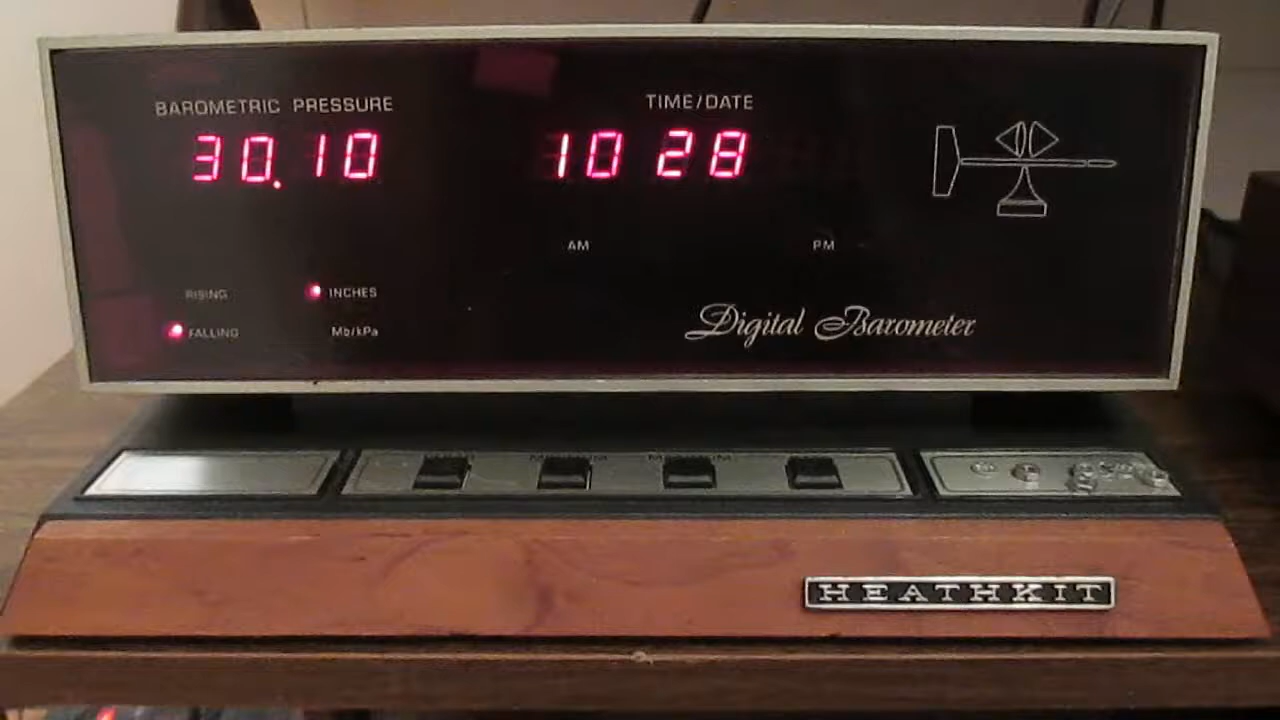 BAROMETRIC PRESSURE
30.10
TIME/DATE
10 28
AM PM
RISING
INCHES
FALLING
Mb/kPa
Digital Barometer
HEATHKIT